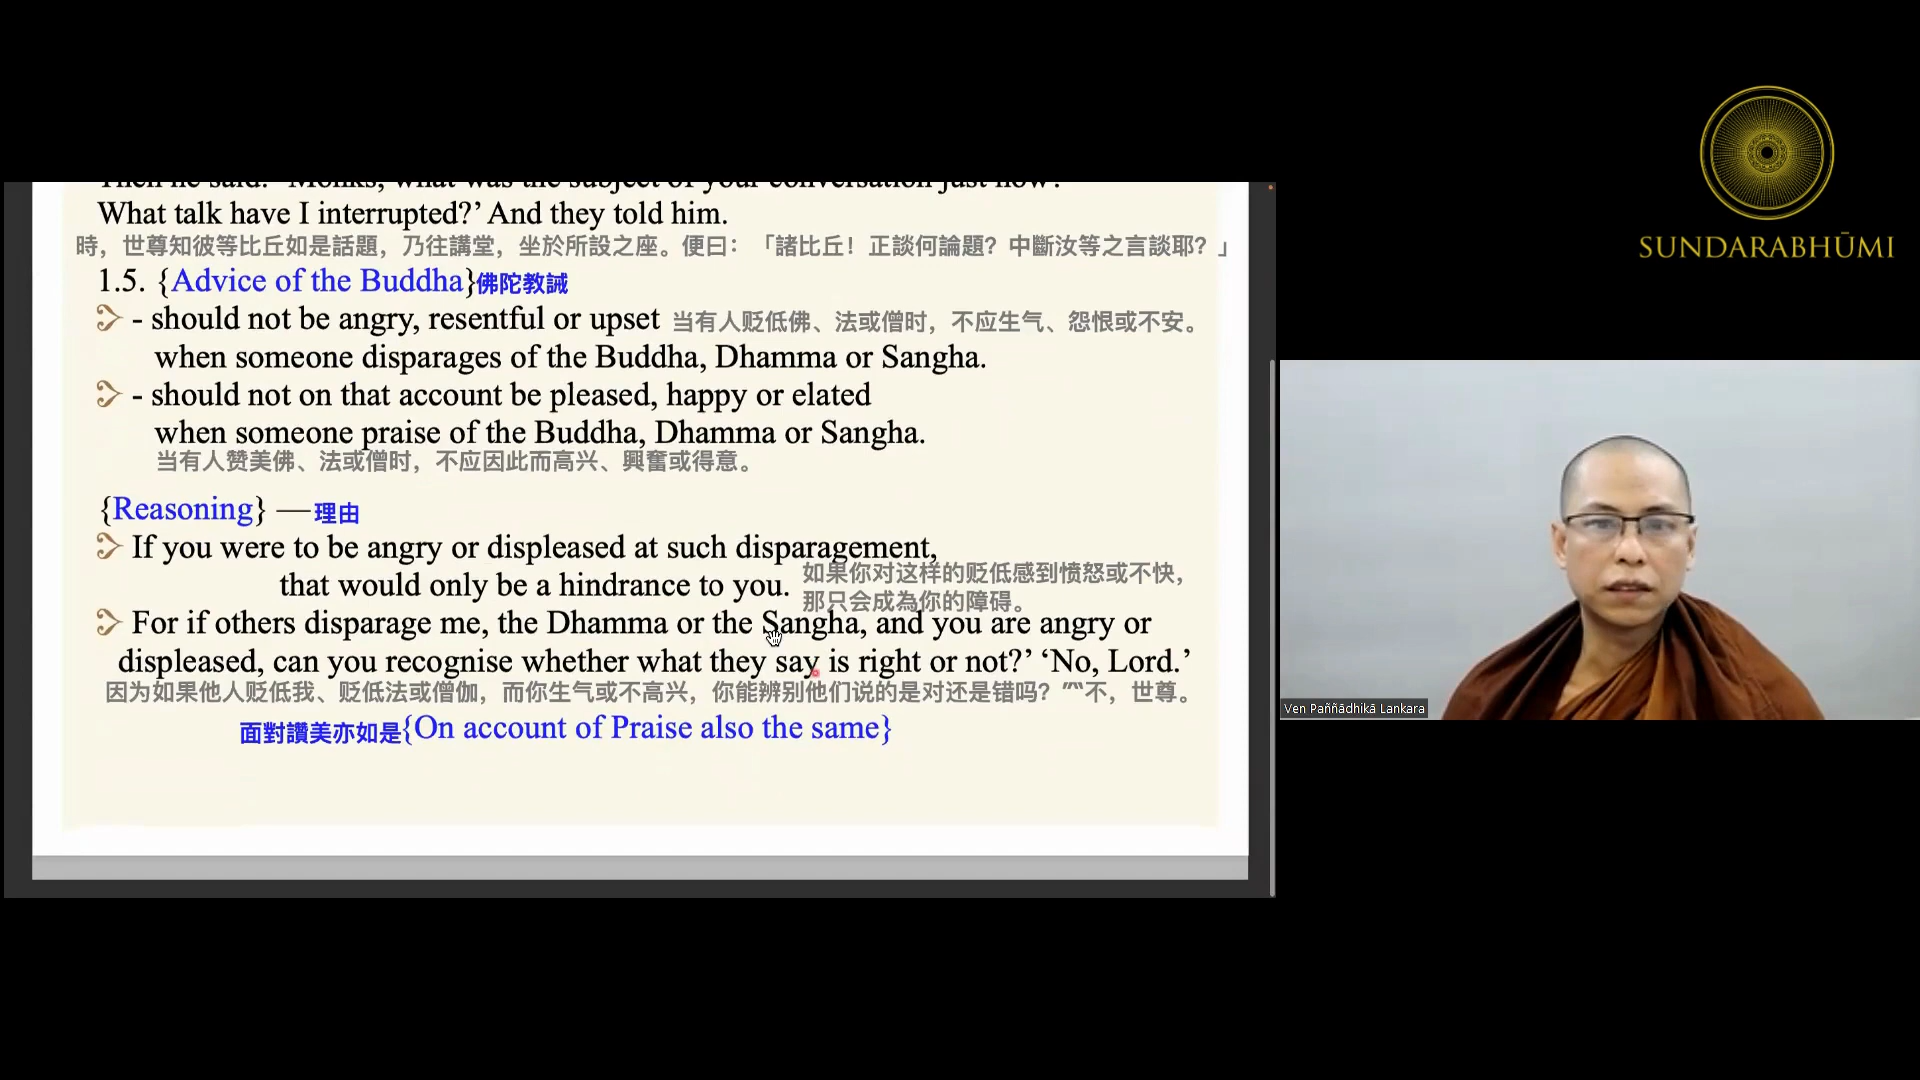 Then he said: 'Monks, what was the subject of your conversation just now?
What talk have I interrupted?' And they told him.
時，世尊知彼等比丘如是話題，乃往講堂，坐於所設之座。便曰：「諸比丘！正談何論題？中斷汝等之言談耶？」
1.5. {Advice of the Buddha}佛陀教誡
- should not be angry, resentful or upset 当有人贬低佛、法或僧时，不应生气、怨恨或不安。
when someone disparages of the Buddha, Dhamma or Sangha.
- should not on that account be pleased, happy or elated
when someone praise of the Buddha, Dhamma or Sangha.
当有人赞美佛、法或僧时，不应因此而高兴、興奮或得意。
{Reasoning} —理由
If you were to be angry or displeased at such disparagement,
that would only be a hindrance to you. 如果你对这样的贬低感到愤怒或不快，
那只会成為你的障碍。
For if others disparage me, the Dhamma or the Sangha, and you are angry or
displeased, can you recognise whether what they say is right or not?' 'No, Lord.'
因为如果他人贬低我、贬低法或僧伽，而你生气或不高兴，你能辨别他们说的是对还是错吗？不，世尊。
面對讚美亦如是{On account of Praise also the same}
SUNDARABHŪMI
Ven Paññādhikā Lankara